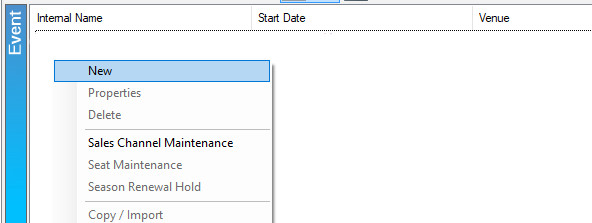 Event
Internal Name Start Date Venue
New
Properties
Delete
Sales Channel Maintenance
Seat Maintenance
Season Renewal Hold
Copy / Import